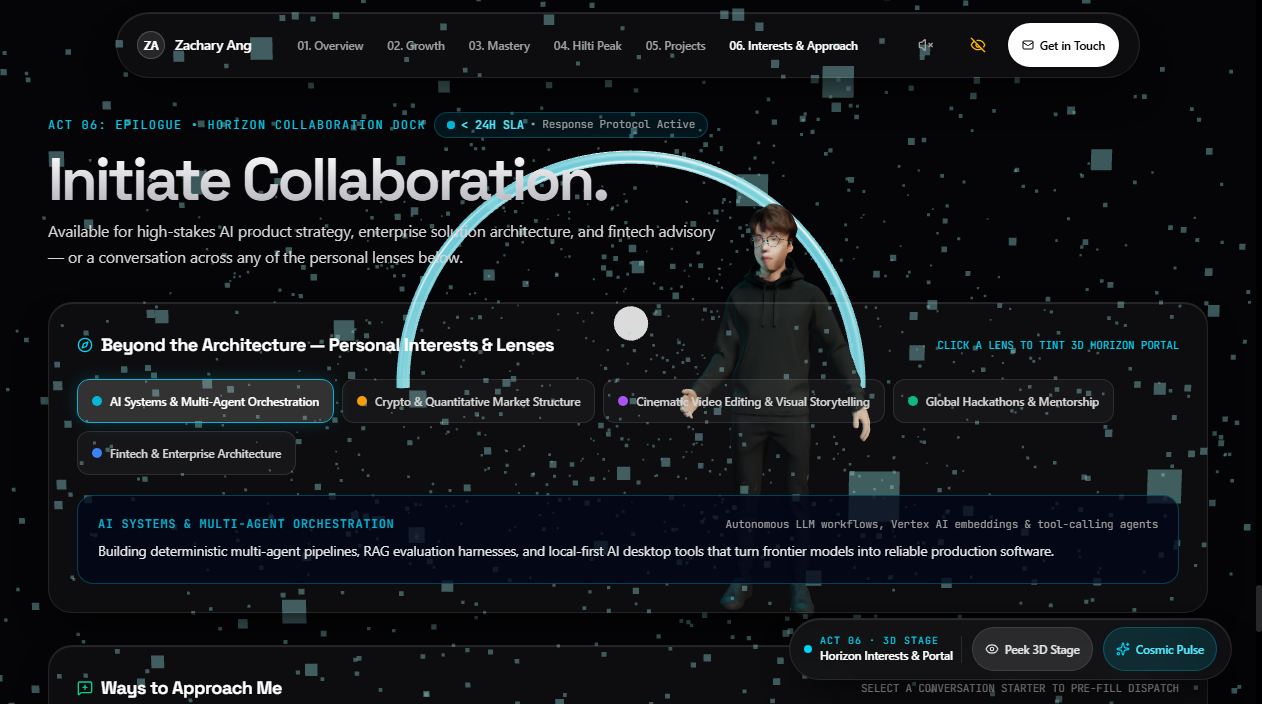 ZA Zachary Ang 01. Overview 02. Growth 03. Mastery 04. Hilti Peak 05. Projects 06. Interests & Approach Get in Touch
ACT 06: EPILOGUE • HORIZON COLLABORATION DOCK < 24H SLA • Response Protocol Active
Initiate Collaboration.
Available for high-stakes AI product strategy, enterprise solution architecture, and fintech advisory
— or a conversation across any of the personal lenses below.
Beyond the Architecture — Personal Interests & Lenses CLICK A LENS TO TINT 3D HORIZON PORTAL
AI Systems & Multi-Agent Orchestration Crypto & Quantitative Market Structure Cinematic Video Editing & Visual Storytelling Global Hackathons & Mentorship
Fintech & Enterprise Architecture
AI SYSTEMS & MULTI-AGENT ORCHESTRATION Autonomous LLM workflows, Vertex AI embeddings & tool-calling agents
Building deterministic multi-agent pipelines, RAG evaluation harnesses, and local-first AI desktop tools that turn frontier models into reliable production software.
ACT 06 · 3D STAGE
Horizon Interests & Portal Peek 3D Stage Cosmic Pulse
Ways to Approach Me SELECT A CONVERSATION STARTER TO PRE-FILL DISPATCH